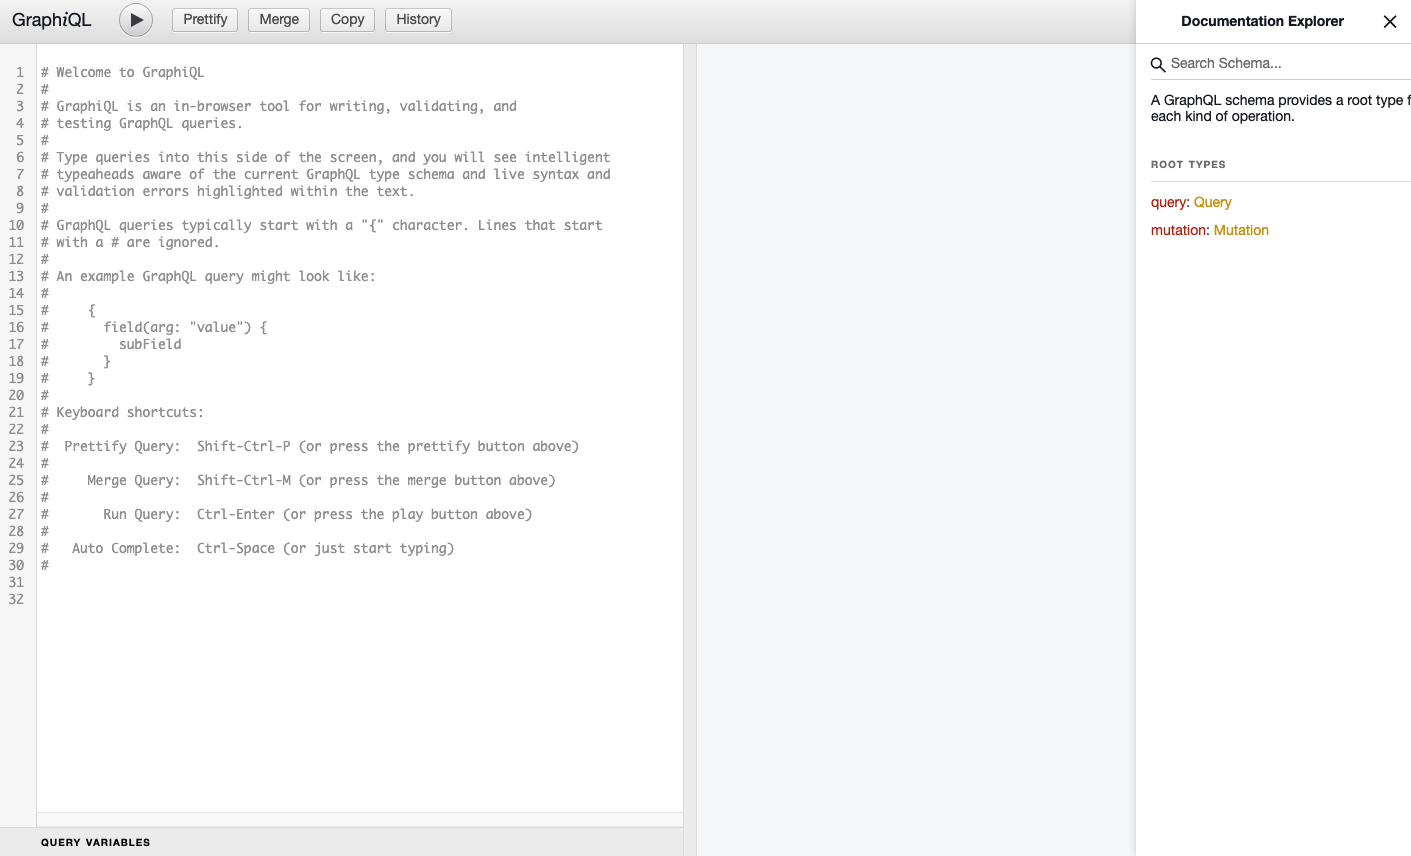 GraphiQL
Prettify
Merge
Copy
History
1 # Welcome to GraphiQL
2 #
3 # GraphiQL is an in-browser tool for writing, validating, and
4 # testing GraphQL queries.
5 #
6 # Type queries into this side of the screen, and you will see intelligent
7 # typeaheads aware of the current GraphQL type schema and live syntax and
8 # validation errors highlighted within the text.
9 #
10 # GraphQL queries typically start with a "{" character. Lines that start
11 # with a # are ignored.
12 #
13 # An example GraphQL query might look like:
14 #
15 #     {
16 #       field(arg: "value") {
17 #         subField
18 #       }
19 #     }
20 #
21 # Keyboard shortcuts:
22 #
23 #  Prettify Query:  Shift-Ctrl-P (or press the prettify button above)
24 #
25 #     Merge Query:  Shift-Ctrl-M (or press the merge button above)
26 #
27 #       Run Query:  Ctrl-Enter (or press the play button above)
28 #
29 #   Auto Complete:  Ctrl-Space (or just start typing)
30 #
31
32
QUERY VARIABLES
Documentation Explorer
Search Schema...
A GraphQL schema provides a root type f
each kind of operation.
ROOT TYPES
query: Query
mutation: Mutation